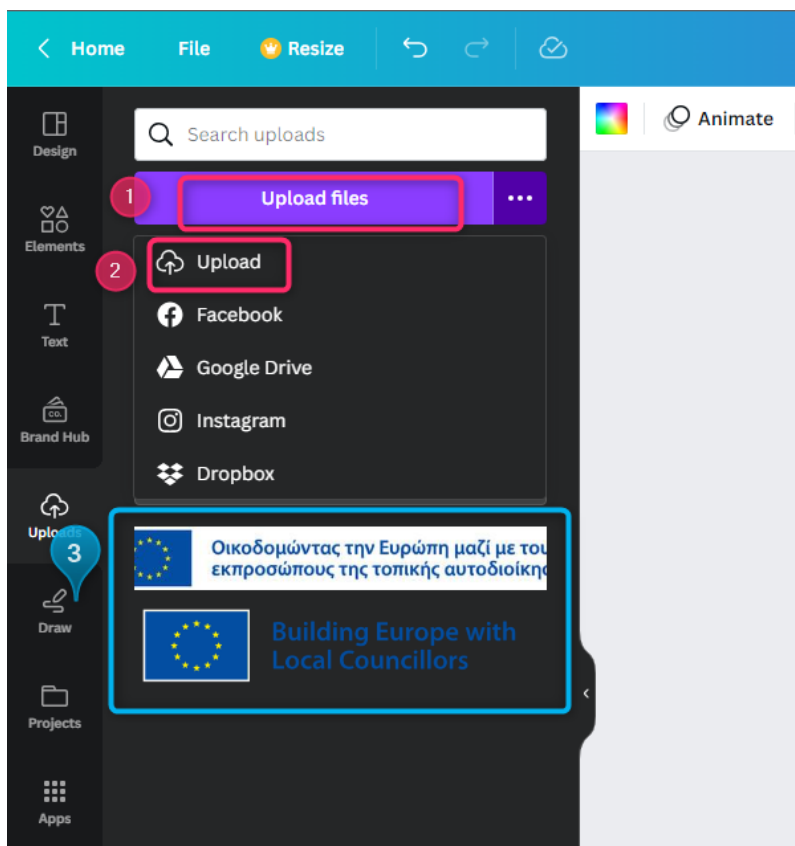 Home File Resize
Design
Search uploads
Animate
1 Upload files
Elements
2 Upload
Text
Facebook
Google Drive
CO.
Brand Hub
Instagram
Dropbox
Uploads
3
Οικοδομώντας την Ευρώπη μαζί με του
εκπροσώπους της τοπικής αυτοδιοίκησ
Draw
Building Europe with
Local Councillors
Projects
Apps